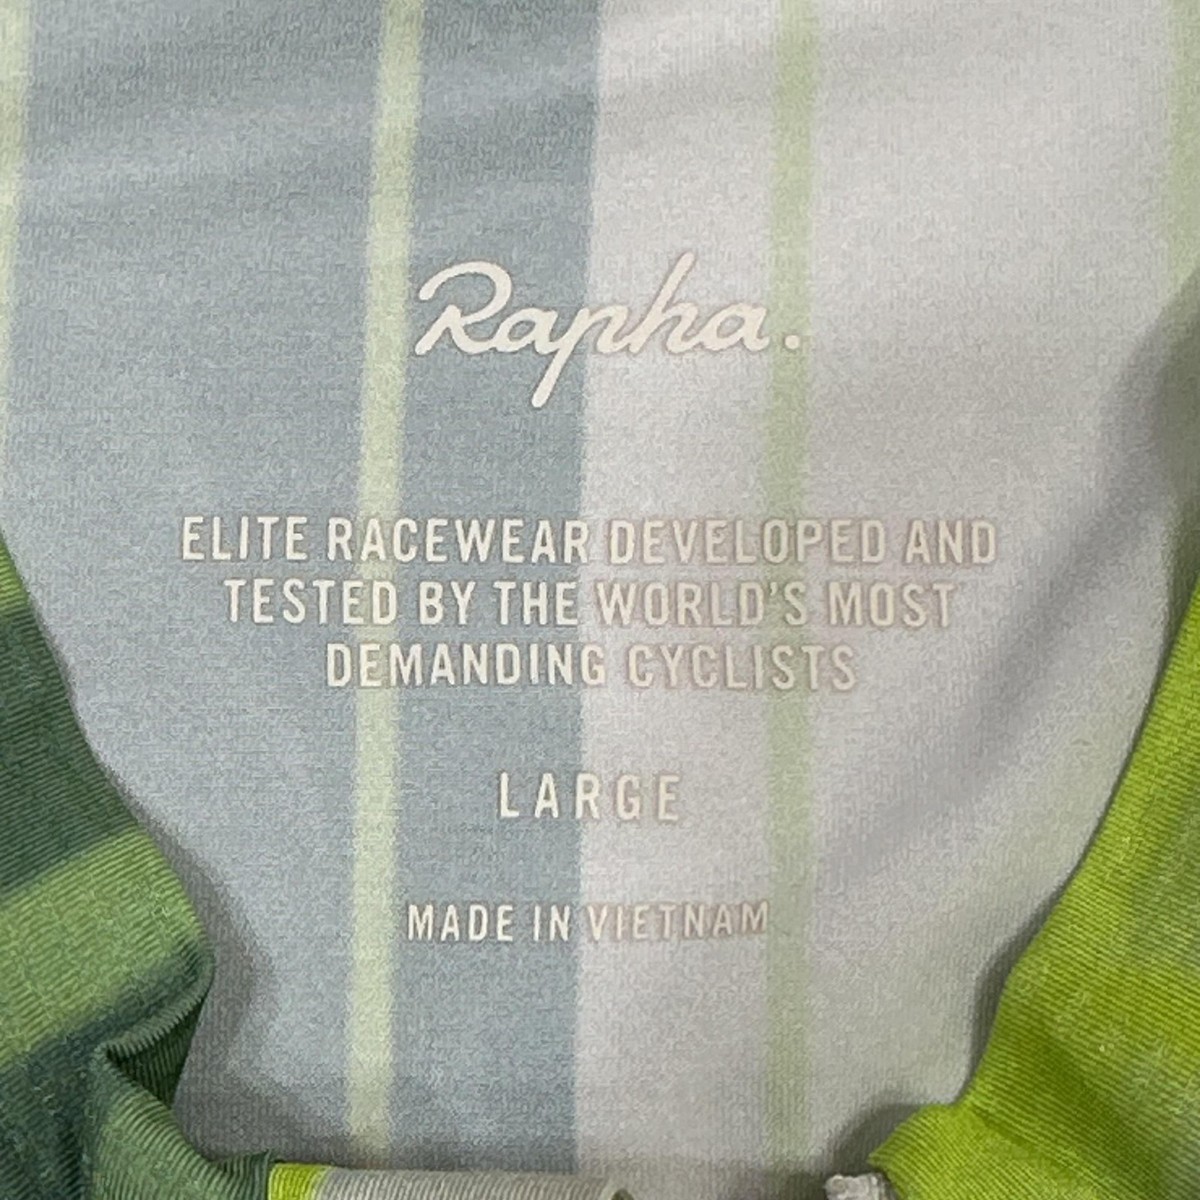 Rapha.
ELITE RACEWEAR DEVELOPED AND
TESTED BY THE WORLD'S MOST
DEMANDING CYCLISTS
LARGE
MADE IN VIETNAM